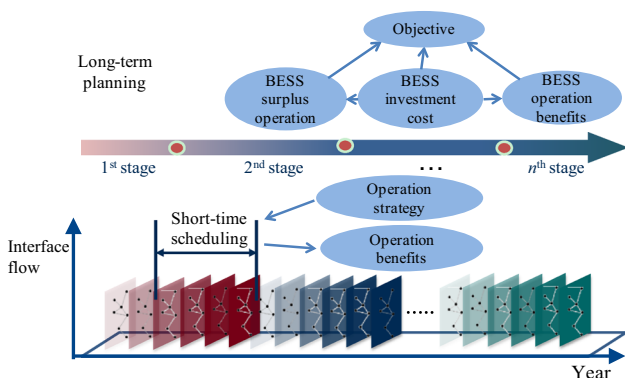 Objective
Long-term
planning
BESS
surplus
operation
BESS
investment
cost
BESS
operation
benefits
1st stage
2nd stage
...
nth stage
Operation
strategy
Short-time
scheduling
Operation
benefits
Interface
flow
.....
Year